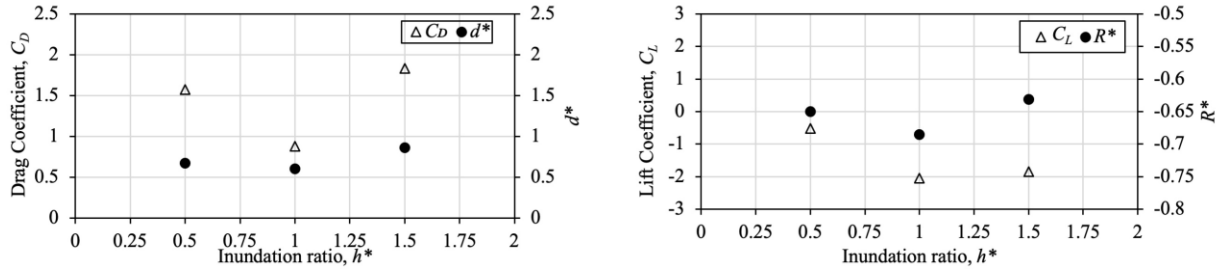 2.5
2
1.5
1
0.5
0
Drag Coefficient, C_D
△ C_D ● d*
2.5
2
1.5
1
0.5
0
d*
0 0.25 0.5 0.75 1 1.25 1.5 1.75 2
Inundation ratio, h*
3
2
1
0
-1
-2
-3
Lift Coefficient, C_L
△ C_L ● R*
-0.5
-0.55
-0.6
-0.65
-0.7
-0.75
-0.8
R*
0 0.25 0.5 0.75 1 1.25 1.5 1.75 2
Inundation ratio, h*